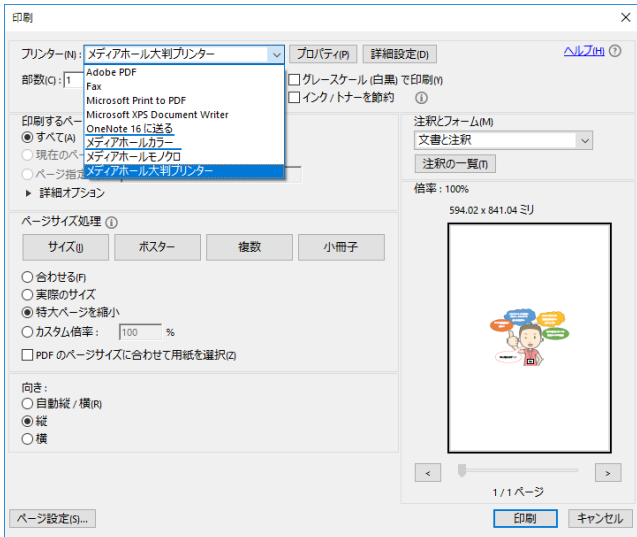 印刷
プリンター(N): メディアホール大判プリンター プロパティ(P) 詳細設定(D) ヘルプ(H)
Adobe PDF
Fax
Microsoft Print to PDF
Microsoft XPS Document Writer
OneNote 16 に送る
メディアホールカラー
メディアホールモノクロ
メディアホール大判プリンター
部数(C): 1
グレースケール (白黒) で印刷(Y)
インク / トナーを節約
印刷するペー
すべて(A)
現在のペー
ページ指定
詳細オプション
ページサイズ処理
サイズ(I) ポスター 複数 小冊子
合わせる(F)
実際のサイズ
特大ページを縮小
カスタム倍率: 100 %
PDF のページサイズに合わせて用紙を選択(Z)
向き:
自動縦 / 横(R)
縦
横
注釈とフォーム(M)
文書と注釈
注釈の一覧(T)
倍率: 100%
594.02 x 841.04 ミリ
< >
1 / 1 ページ
ページ設定(S)... 印刷 キャンセル